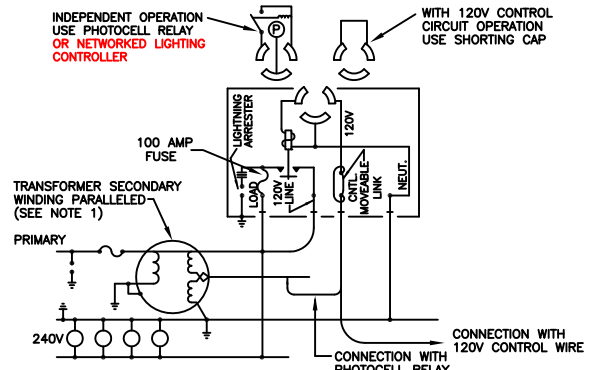 INDEPENDENT OPERATION
USE PHOTOCELL RELAY
OR NETWORKED LIGHTING
CONTROLLER
P
WITH 120V CONTROL
CIRCUIT OPERATION
USE SHORTING CAP
LIGHTNING
ARRESTER
120V
100 AMP
FUSE
LOAD
120V
LINE
CNTL.
MOVEABLE
LINK
NEUT.
TRANSFORMER SECONDARY
WINDING PARALLELED
(SEE NOTE 1)
PRIMARY
240V
CONNECTION WITH
120V CONTROL WIRE
CONNECTION WITH
PHOTOCELL RELAY